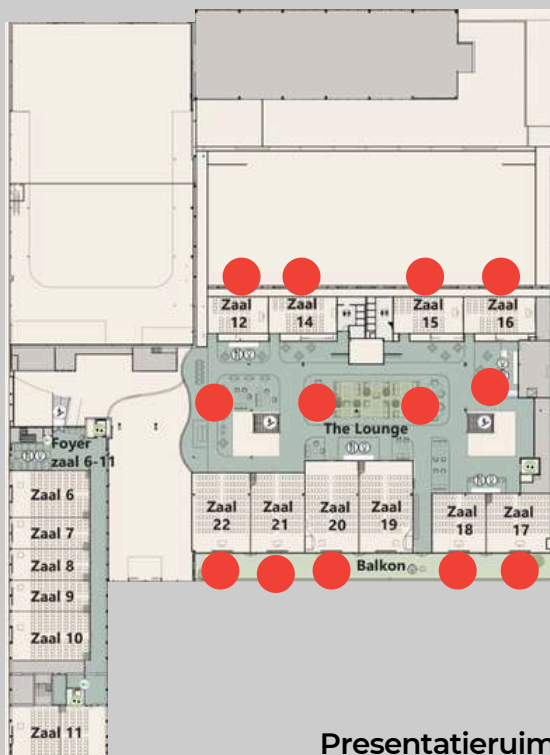 Zaal
12
Zaal
14
Zaal
15
Zaal
16
The Lounge
Foyer
zaal 6-11
Zaal 6
Zaal 7
Zaal 8
Zaal 9
Zaal 10
Zaal 11
Zaal
22
Zaal
21
Zaal
20
Zaal
19
Zaal
18
Zaal
17
Balkon
Presentatieruim